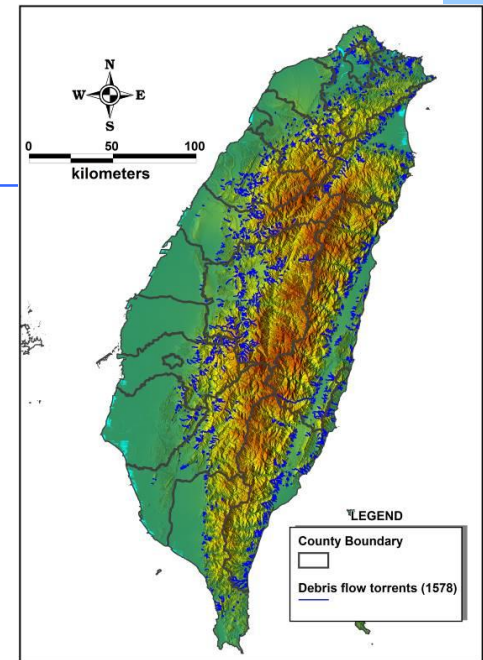 N
W E
S
0 50 100
kilometers
LEGEND
County Boundary
Debris flow torrents (1578)